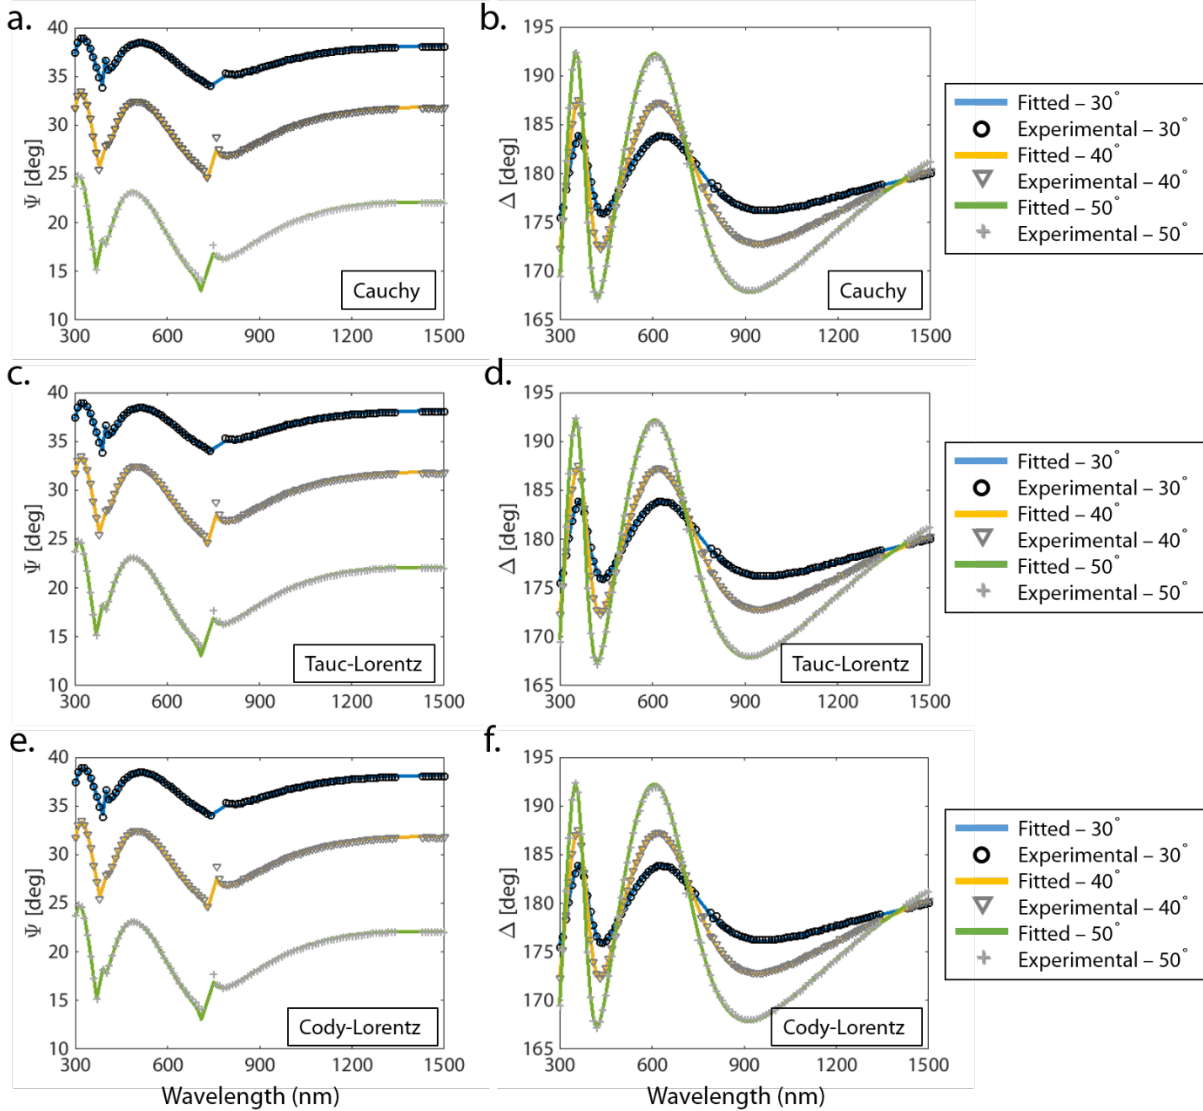 a.
40
35
30
25
20
15
10
Ψ [deg]
300 600 900 1200 1500
Cauchy
b.
195
190
185
180
175
170
165
Δ [deg]
300 600 900 1200 1500
Cauchy
Fitted – 30°
Experimental – 30°
Fitted – 40°
Experimental – 40°
Fitted – 50°
Experimental – 50°
c.
40
35
30
25
20
15
10
Ψ [deg]
300 600 900 1200 1500
Tauc-Lorentz
d.
195
190
185
180
175
170
165
Δ [deg]
300 600 900 1200 1500
Tauc-Lorentz
Fitted – 30°
Experimental – 30°
Fitted – 40°
Experimental – 40°
Fitted – 50°
Experimental – 50°
e.
40
35
30
25
20
15
10
Ψ [deg]
300 600 900 1200 1500
Cody-Lorentz
Wavelength (nm)
f.
195
190
185
180
175
170
165
Δ [deg]
300 600 900 1200 1500
Cody-Lorentz
Wavelength (nm)
Fitted – 30°
Experimental – 30°
Fitted – 40°
Experimental – 40°
Fitted – 50°
Experimental – 50°